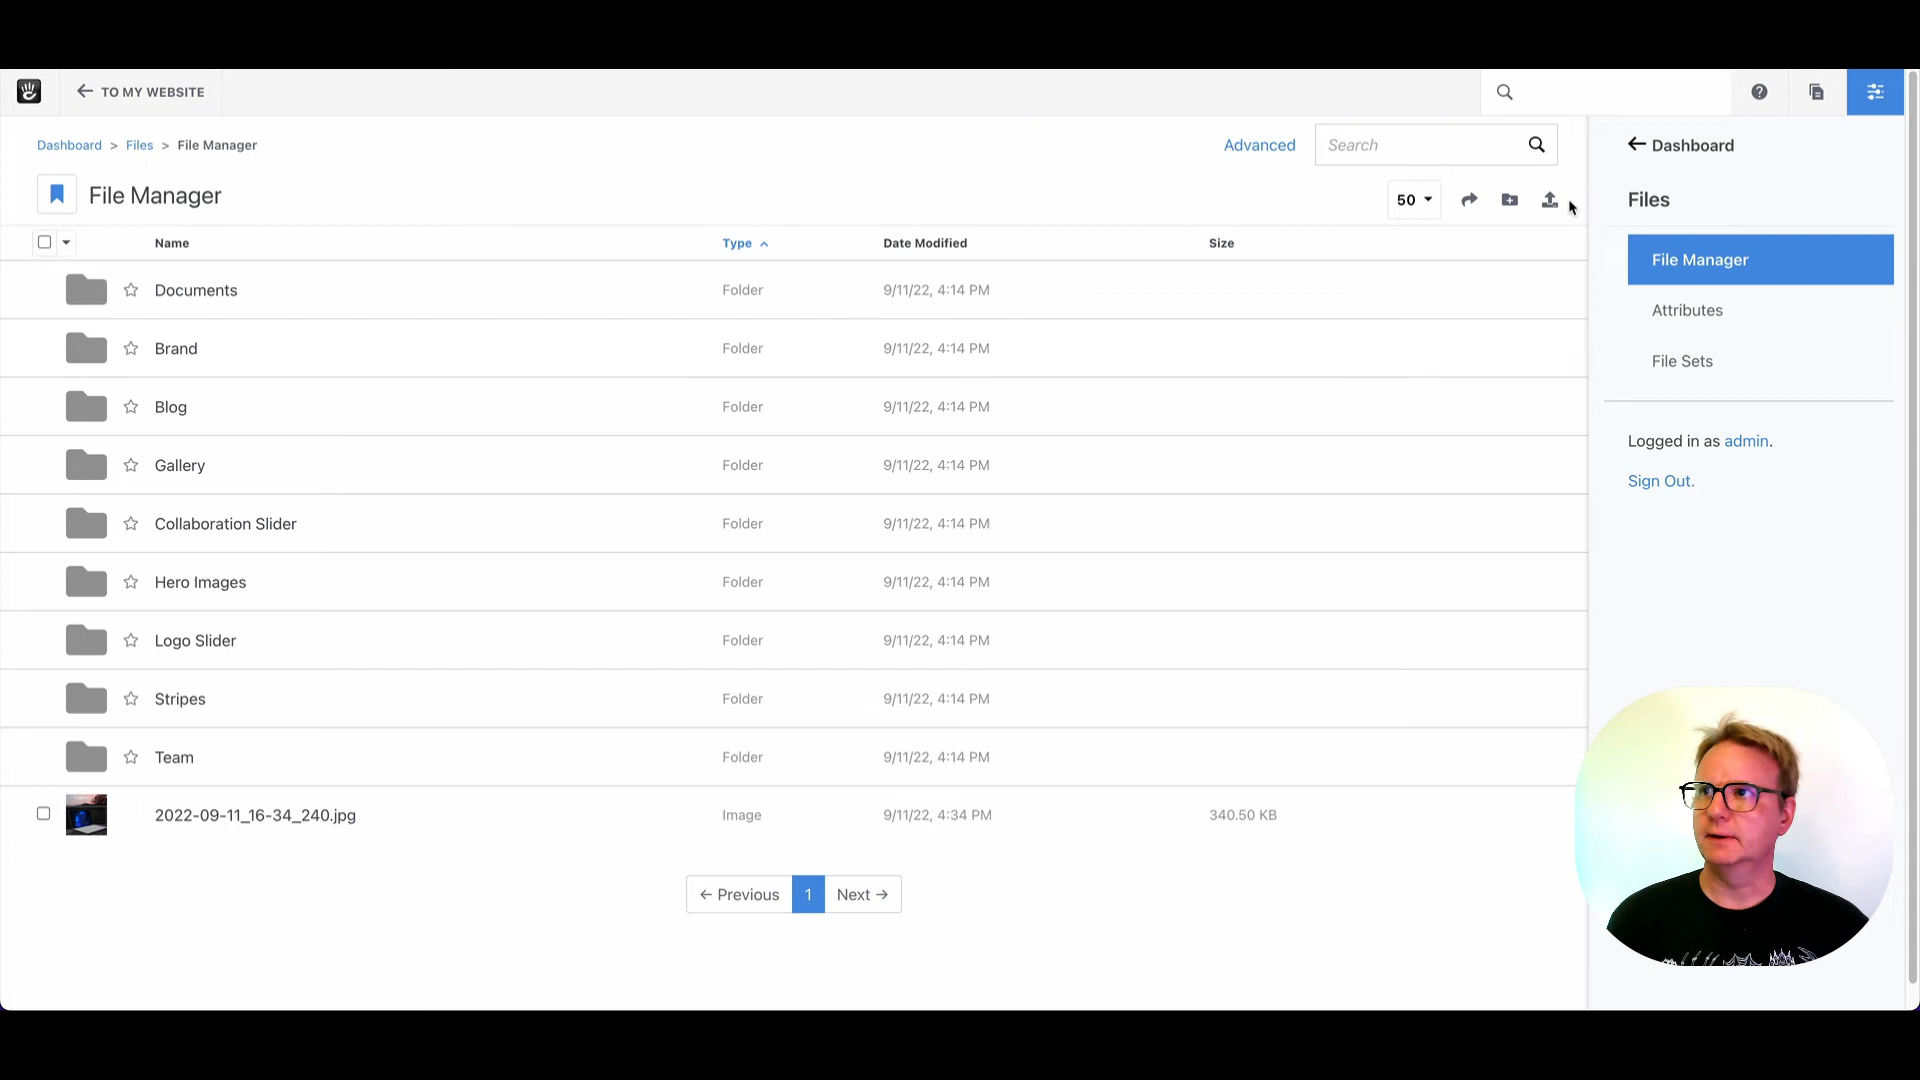 TO MY WEBSITE
Dashboard > Files > File Manager
Advanced
Search
Dashboard
File Manager
50
Files
Name Type Date Modified Size
Documents Folder 9/11/22, 4:14 PM
Brand Folder 9/11/22, 4:14 PM
Blog Folder 9/11/22, 4:14 PM
Gallery Folder 9/11/22, 4:14 PM
Collaboration Slider Folder 9/11/22, 4:14 PM
Hero Images Folder 9/11/22, 4:14 PM
Logo Slider Folder 9/11/22, 4:14 PM
Stripes Folder 9/11/22, 4:14 PM
Team Folder 9/11/22, 4:14 PM
2022-09-11_16-34_240.jpg Image 9/11/22, 4:34 PM 340.50 KB
← Previous 1 Next →
File Manager
Attributes
File Sets
Logged in as admin.
Sign Out.